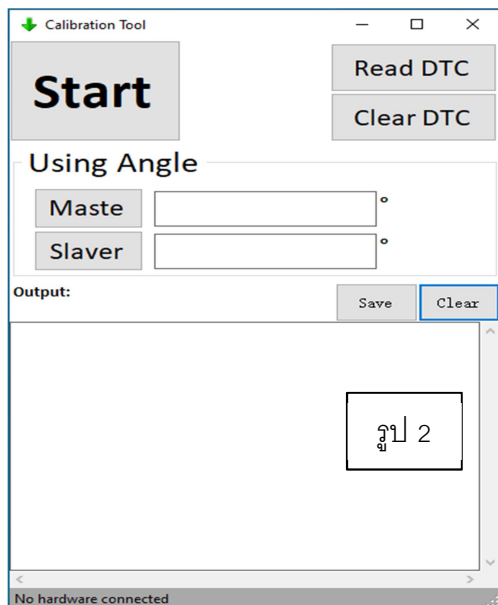 Calibration Tool
Start
Read DTC
Clear DTC
Using Angle
Maste
°
Slaver
°
Output:
Save
Clear
รูป 2
No hardware connected